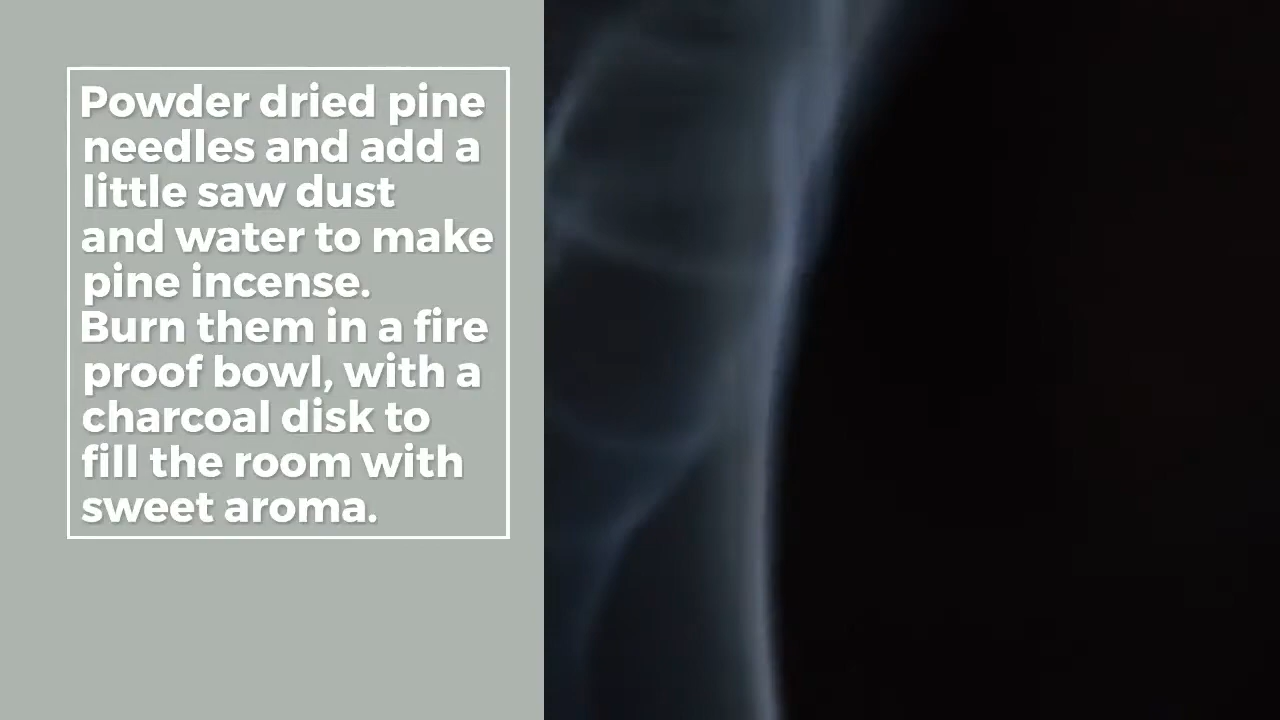 Powder dried pine
needles and add a
little saw dust
and water to make
pine incense.
Burn them in a fire
proof bowl, with a
charcoal disk to
fill the room with
sweet aroma.